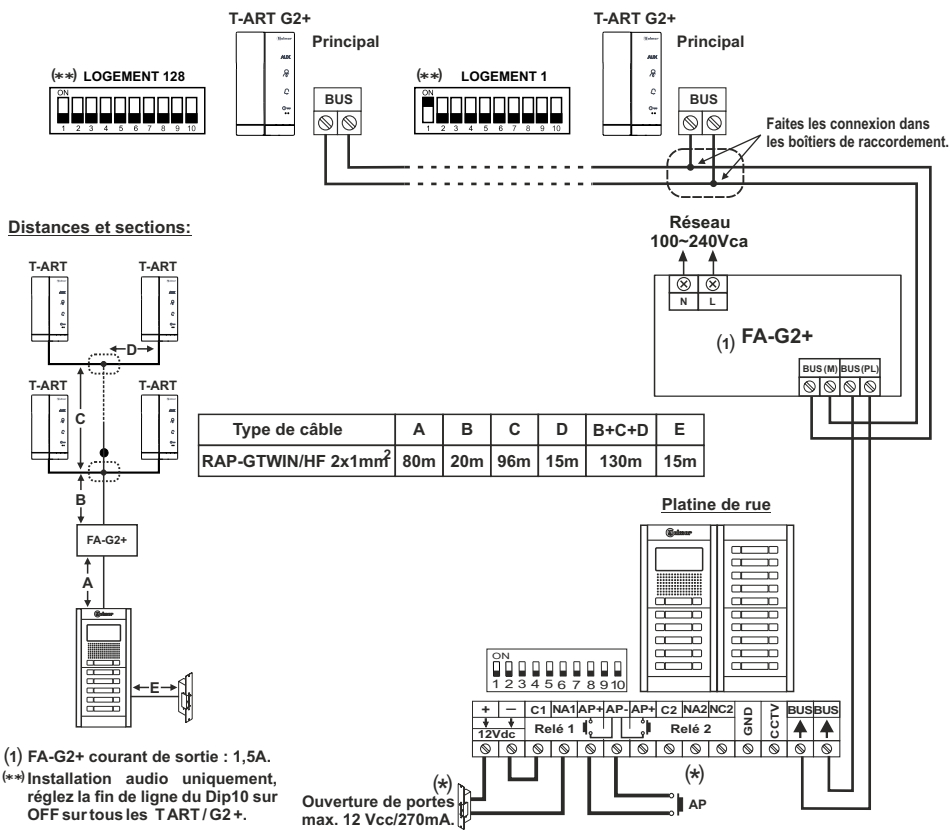 T-ART G2+
Principal
(**) LOGEMENT 128
ON
1 2 3 4 5 6 7 8 9 10
AUX
BUS
T-ART G2+
Principal
(**) LOGEMENT 1
ON
1 2 3 4 5 6 7 8 9 10
AUX
BUS
Faites les connexion dans
les boîtiers de raccordement.
Réseau
100~240Vca
N L
(1) FA-G2+
BUS (M) BUS (PL)
Distances et sections:
T-ART T-ART
D
T-ART T-ART
C
B
FA-G2+
A
E
Type de câble A B C D B+C+D E
RAP-GTWIN/HF 2x1mm² 80m 20m 96m 15m 130m 15m
Platine de rue
Golmar
ON
1 2 3 4 5 6 7 8 9 10
+ – C1 NA1 AP+ AP- AP+ C2 NA2 NC2 GND CCTV BUS BUS
12Vdc Relé 1 Relé 2
(*)
Ouverture de portes
max. 12 Vcc/270mA.
(*)
AP
(1) FA-G2+ courant de sortie : 1,5A.
(**) Installation audio uniquement,
réglez la fin de ligne du Dip10 sur
OFF sur tous les T ART / G2 +.